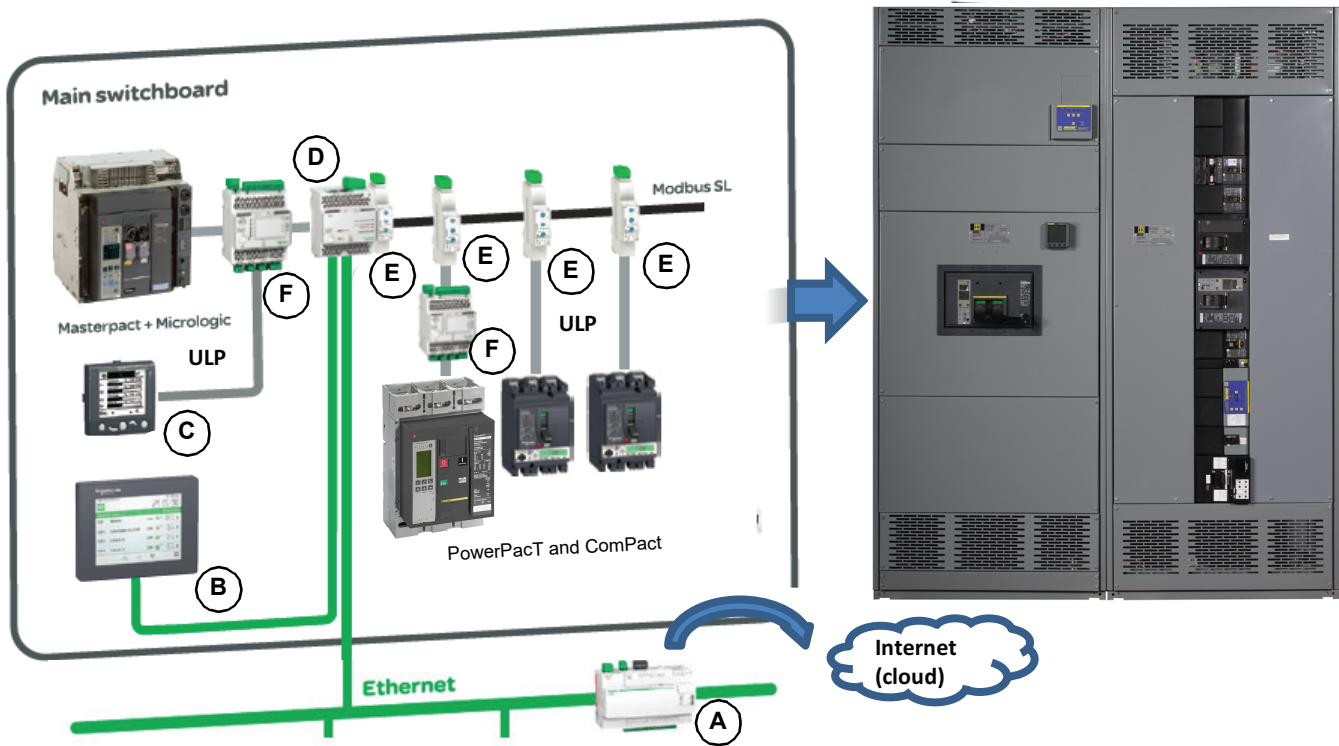 Main switchboard
D
Modbus SL
E
E
E
E
F
Masterpact + Micrologic
ULP
ULP
F
C
B
PowerPacT and ComPact
Internet
(cloud)
Ethernet
A